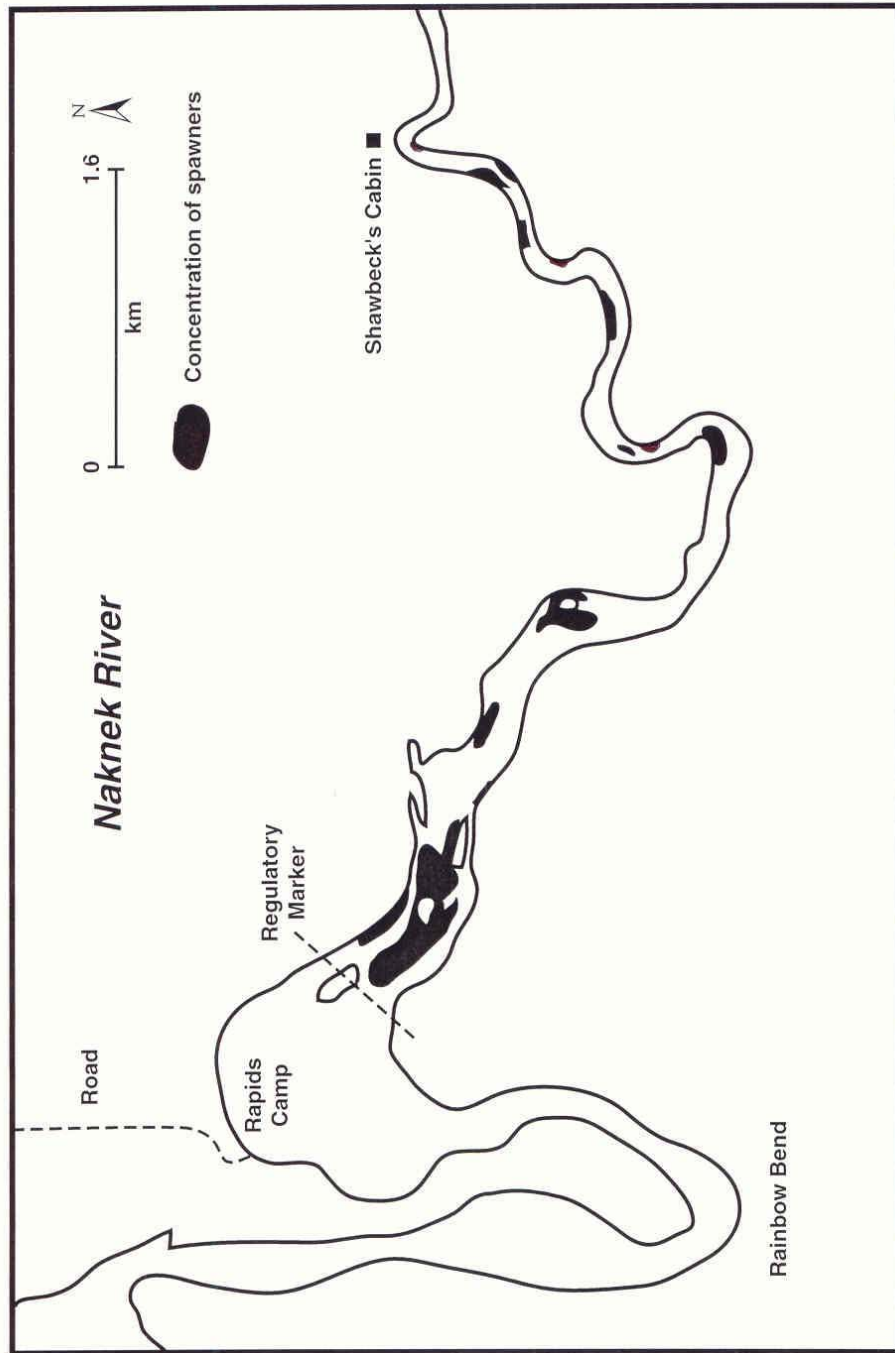 Naknek River
0
1.6
km
N
Concentration of spawners
Shawbeck's Cabin
Regulatory
Marker
Road
Rapids
Camp
Rainbow Bend